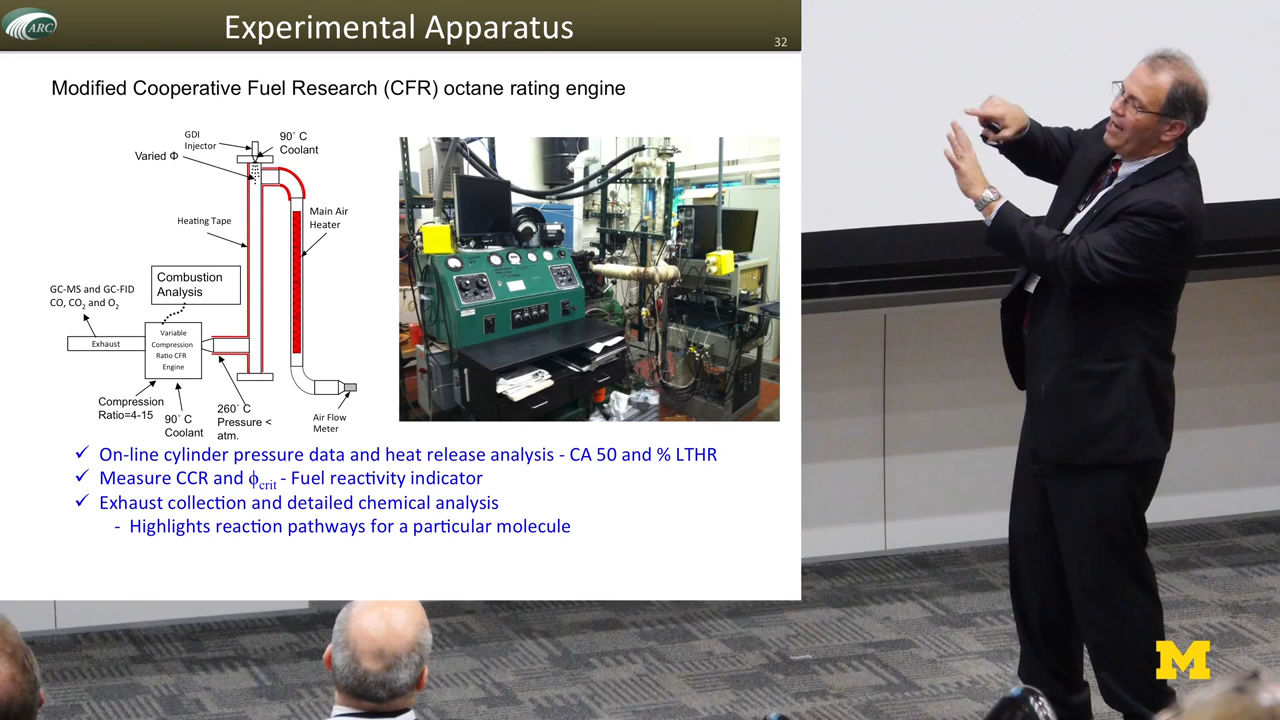 ARC
Experimental Apparatus
32
Modified Cooperative Fuel Research (CFR) octane rating engine
GDI
Injector
90˚ C
Coolant
Varied Φ
Heating Tape
Main Air
Heater
Combustion
Analysis
GC-MS and GC-FID
CO, CO₂ and O₂
Exhaust
Variable
Compression
Ratio CFR
Engine
Compression
Ratio=4-15
90˚ C
Coolant
260˚ C
Pressure <
atm.
Air Flow
Meter
✓ On-line cylinder pressure data and heat release analysis - CA 50 and % LTHR
✓ Measure CCR and ϕcrit - Fuel reactivity indicator
✓ Exhaust collection and detailed chemical analysis
- Highlights reaction pathways for a particular molecule
M